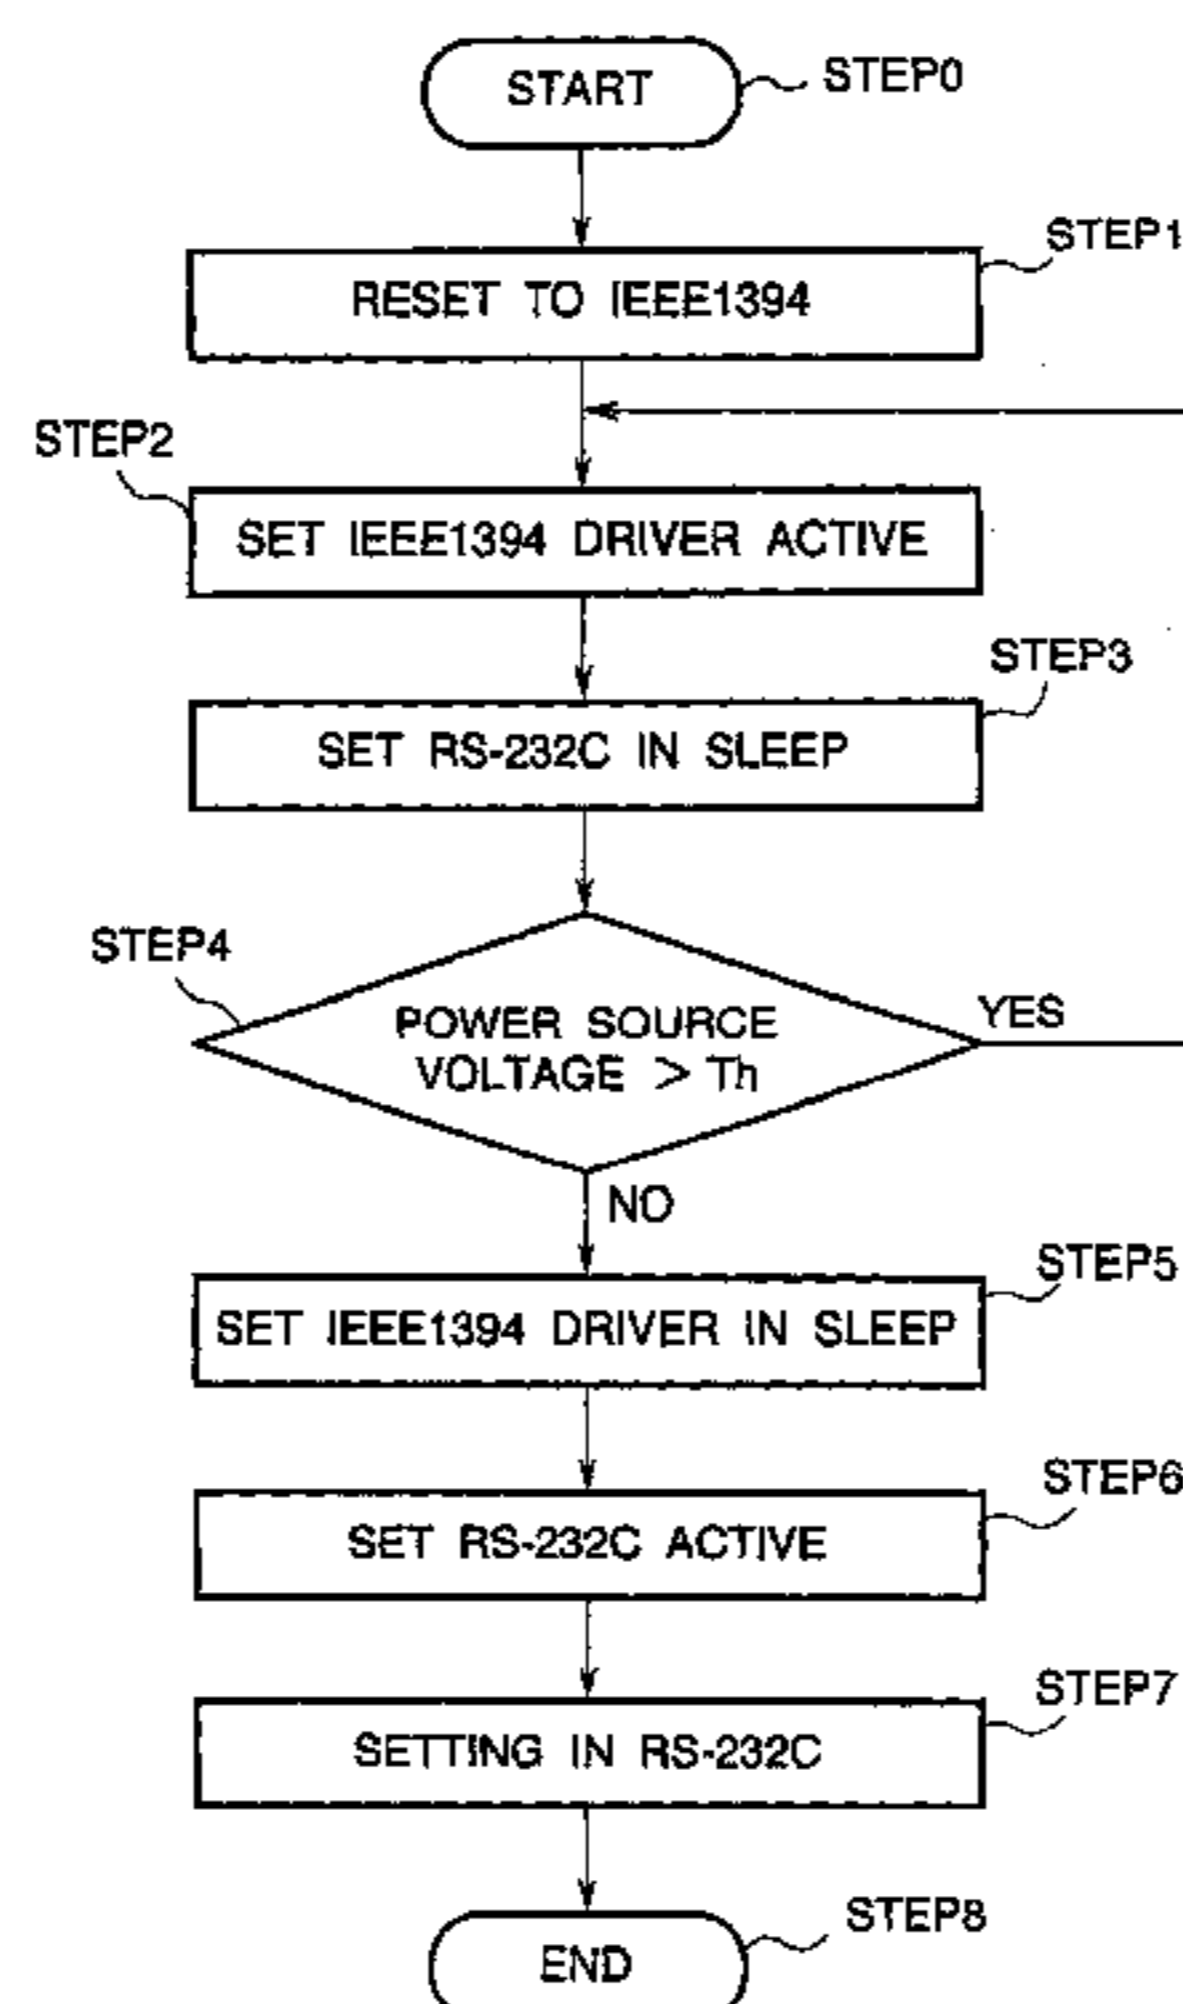 START
STEP0
STEP1
RESET TO IEEE1394
STEP2
SET IEEE1394 DRIVER ACTIVE
STEP3
SET RS-232C IN SLEEP
STEP4
POWER SOURCE
VOLTAGE > Th
YES
NO
STEP5
SET IEEE1394 DRIVER IN SLEEP
STEP6
SET RS-232C ACTIVE
STEP7
SETTING IN RS-232C
STEP8
END